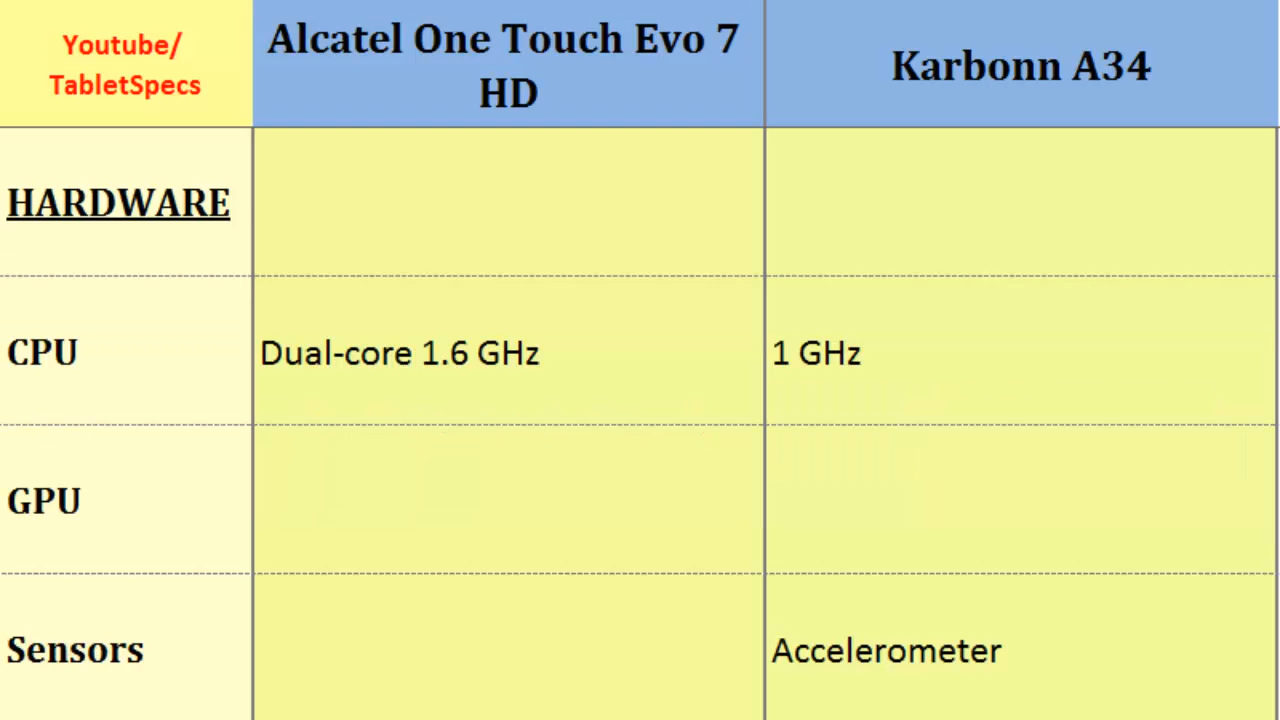 Youtube/
TabletSpecs
Alcatel One Touch Evo 7
HD
Karbonn A34
HARDWARE
CPU
Dual-core 1.6 GHz
1 GHz
GPU
Sensors
Accelerometer